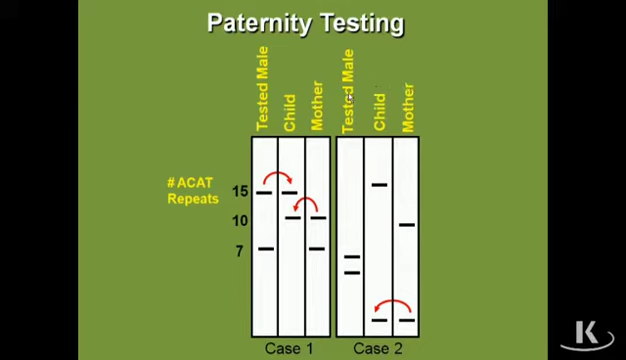 Paternity Testing
Tested Male
Child
Mother
Tested Male
Child
Mother
# ACAT
Repeats
15
10
7
Case 1
Case 2
K